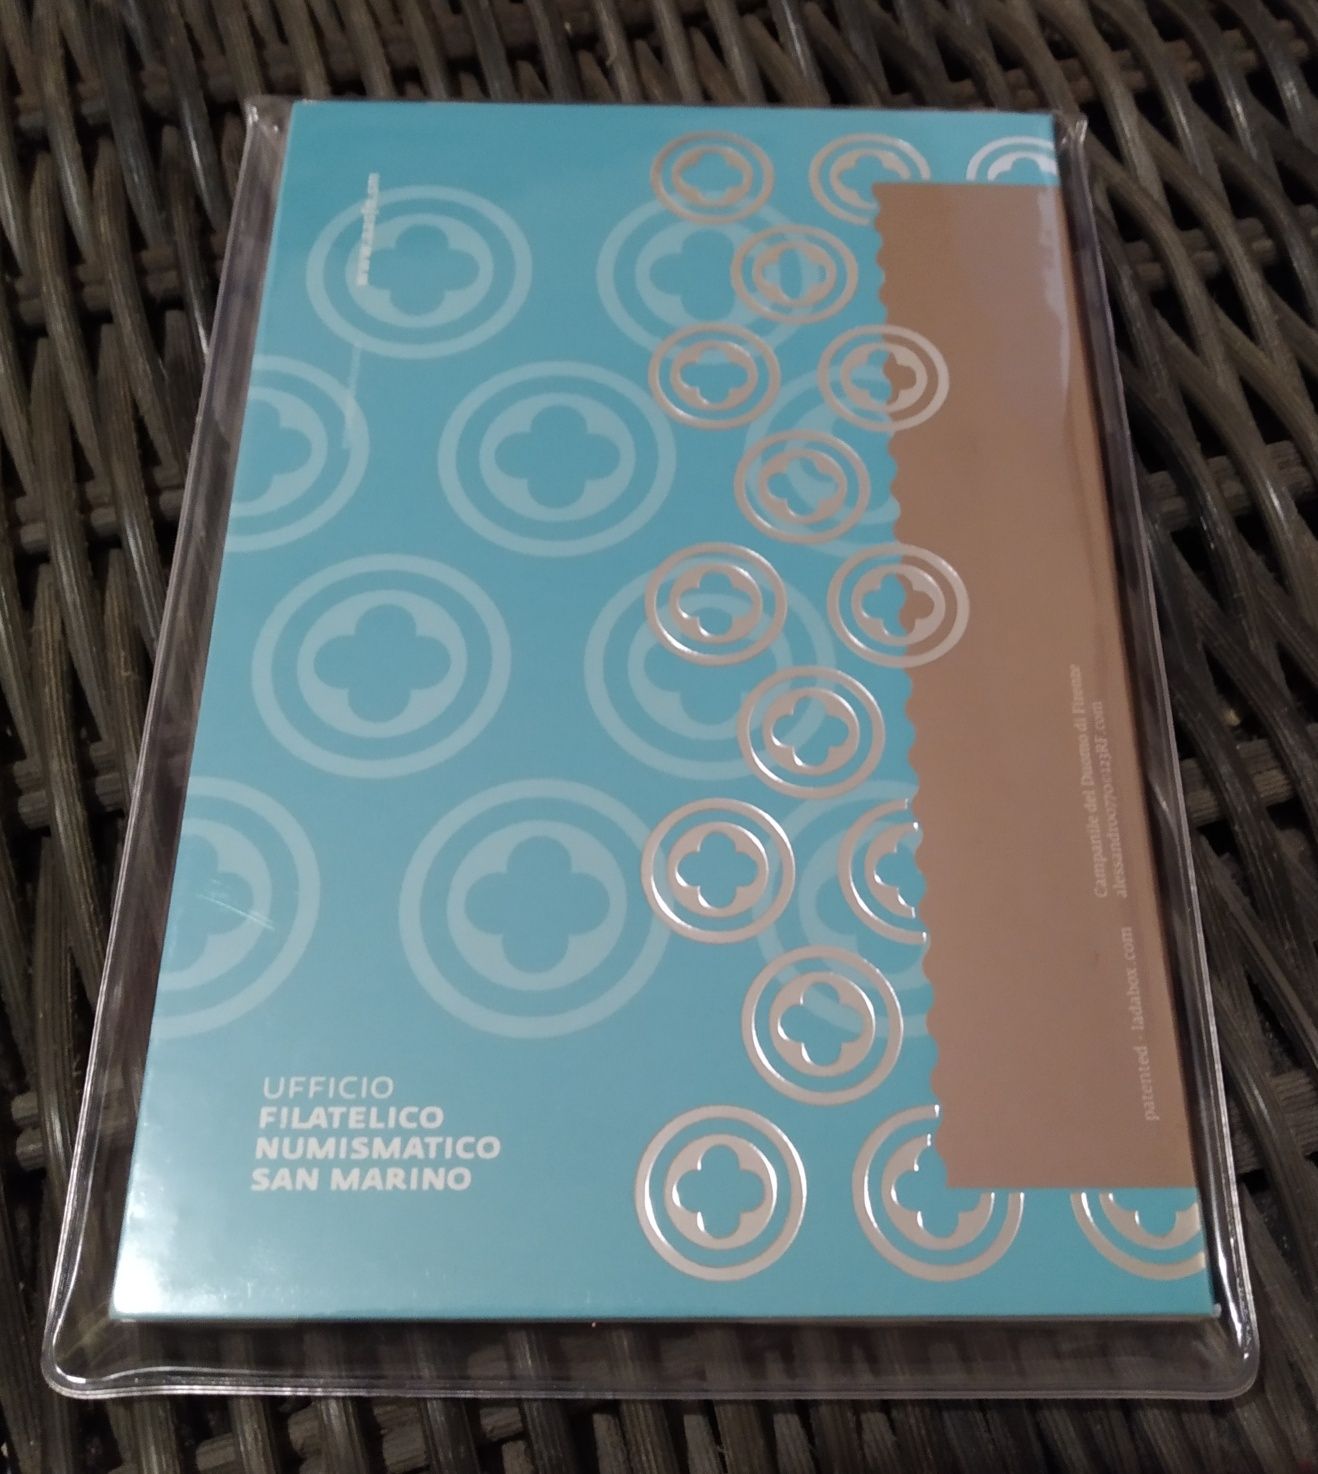 UFFICIO
FILATELICO
NUMISMATICO
SAN MARINO
Campanile del Duomo di Firenze
patented - ladabox.com